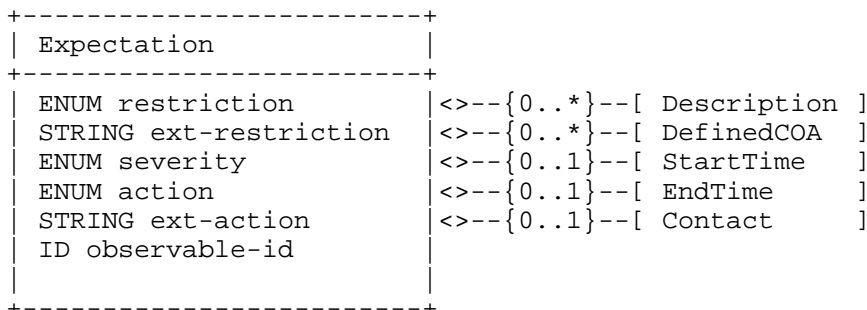 +-------------------------+
| Expectation             |
+-------------------------+
| ENUM restriction        |<>--{0..*}--[ Description ]
| STRING ext-restriction  |<>--{0..*}--[ DefinedCOA  ]
| ENUM severity           |<>--{0..1}--[ StartTime   ]
| ENUM action             |<>--{0..1}--[ EndTime     ]
| STRING ext-action       |<>--{0..1}--[ Contact     ]
| ID observable-id        |
|                         |
+-------------------------+